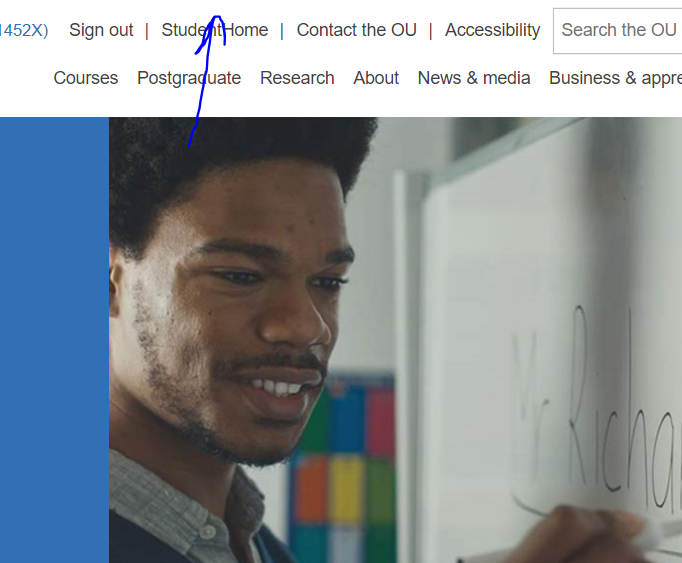 1452X) Sign out | StudentHome | Contact the OU | Accessibility Search the OU
Courses Postgraduate Research About News & media Business & appre
Mr Richa